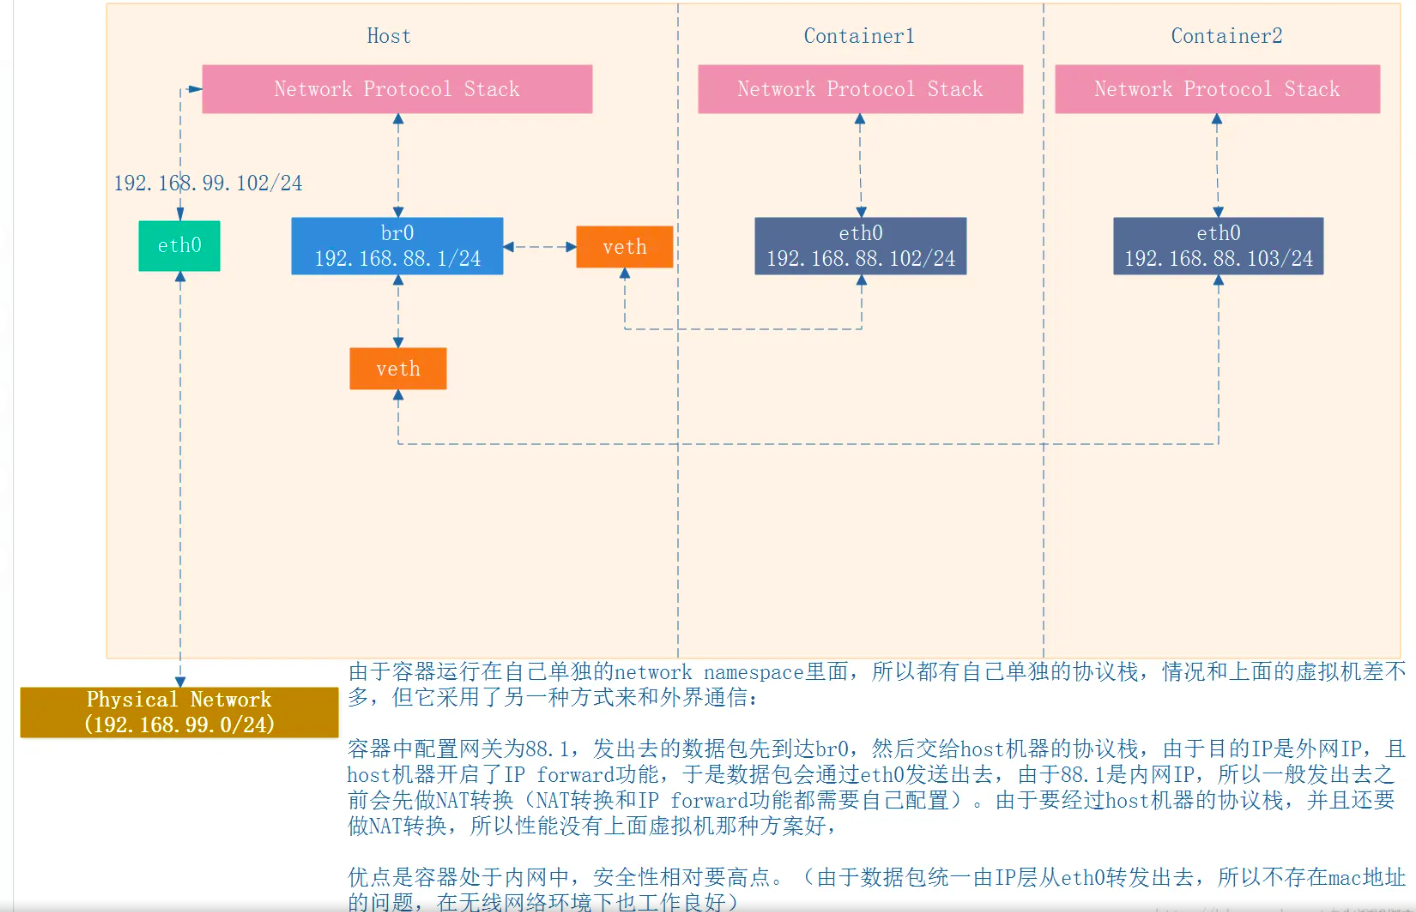 Host
Container1
Container2
Network Protocol Stack
Network Protocol Stack
Network Protocol Stack
192.168.99.102/24
eth0
br0
192.168.88.1/24
veth
eth0
192.168.88.102/24
eth0
192.168.88.103/24
veth
Physical Network
(192.168.99.0/24)
由于容器运行在自己单独的network namespace里面，所以都有自己单独的协议栈，情况和上面的虚拟机差不
多，但它采用了另一种方式来和外界通信：
容器中配置网关为88.1，发出去的数据包先到达br0，然后交给host机器的协议栈，由于目的IP是外网IP，且
host机器开启了IP forward功能，于是数据包会通过eth0发送出去，由于88.1是内网IP，所以一般发出去之
前会先做NAT转换（NAT转换和IP forward功能都需要自己配置）。由于要经过host机器的协议栈，并且还要
做NAT转换，所以性能没有上面虚拟机那种方案好，
优点是容器处于内网中，安全性相对要高点。（由于数据包统一由IP层从eth0转发出去，所以不存在mac地址
的问题，在无线网络环境下也工作良好）